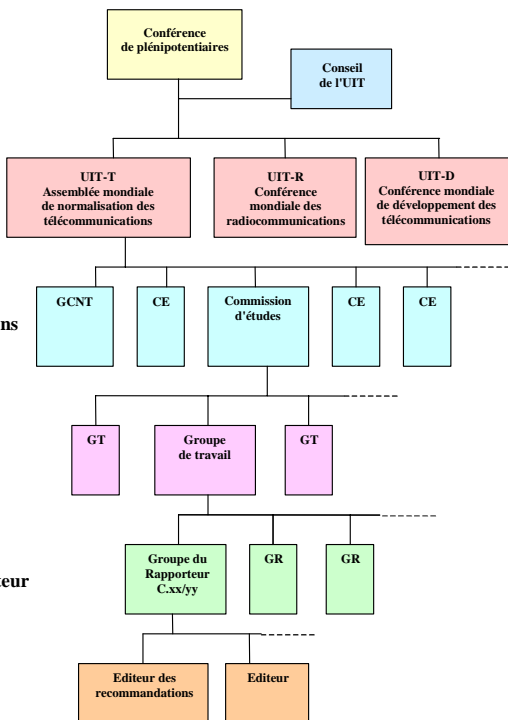 Conférence
de plénipotentiaires
Conseil
de l'UIT
UIT-T
Assemblée mondiale
de normalisation des
télécommunications
UIT-R
Conférence
mondiale des
radiocommunications
UIT-D
Conférence mondiale
de développement des
télécommunications
ns
GCNT
CE
Commission
d'études
CE
CE
GT
Groupe
de travail
GT
teur
Groupe du
Rapporteur
C.xx/yy
GR
GR
Editeur des
recommandations
Editeur